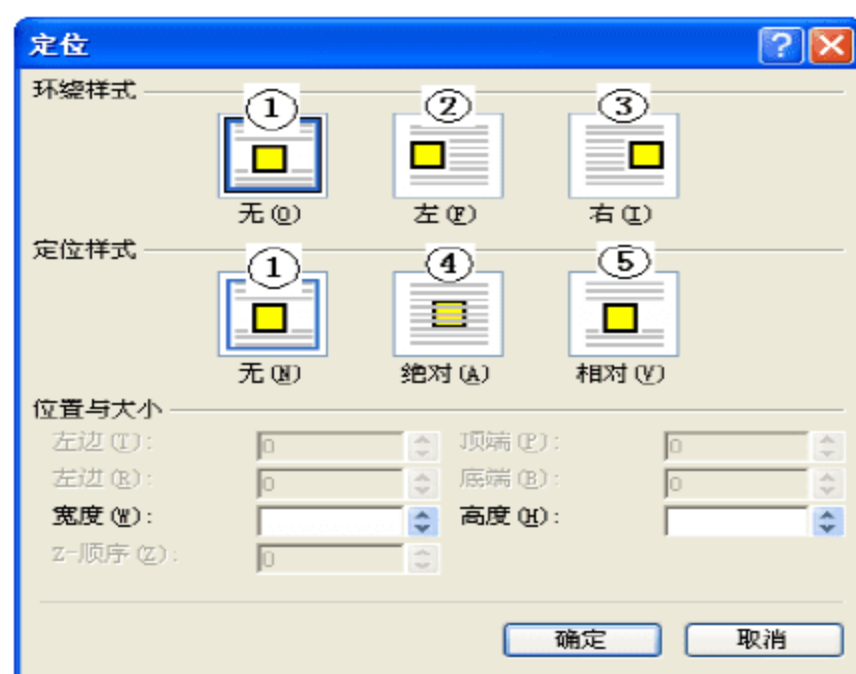 定位
环绕样式
① ② ③
无(O) 左(F) 右(I)
定位样式
① ④ ⑤
无(N) 绝对(A) 相对(V)
位置与大小
左边(T): 0 顶端(P): 0
左边(R): 0 底端(B): 0
宽度(W): 高度(H):
Z-顺序(Z): 0
确定 取消